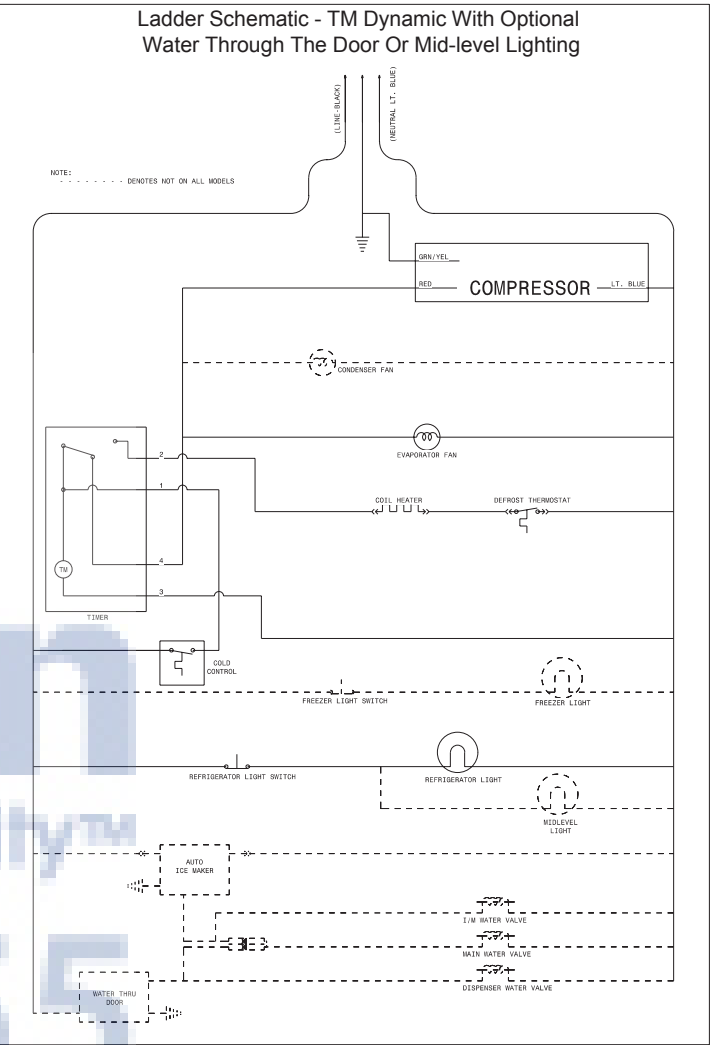 Ladder Schematic - TM Dynamic With Optional
Water Through The Door Or Mid-level Lighting
(LINE-BLACK)
(NEUTRAL LT. BLUE)
NOTE:
- - - - - - - - DENOTES NOT ON ALL MODELS
GRN/YEL
RED
COMPRESSOR
LT. BLUE
CONDENSER FAN
EVAPORATOR FAN
2
1
COIL HEATER
DEFROST THERMOSTAT
4
TM
3
TIMER
COLD
CONTROL
FREEZER LIGHT SWITCH
FREEZER LIGHT
REFRIGERATOR LIGHT SWITCH
REFRIGERATOR LIGHT
MIDLEVEL
LIGHT
AUTO
ICE MAKER
I/M WATER VALVE
MAIN WATER VALVE
WATER THRU
DOOR
DISPENSER WATER VALVE